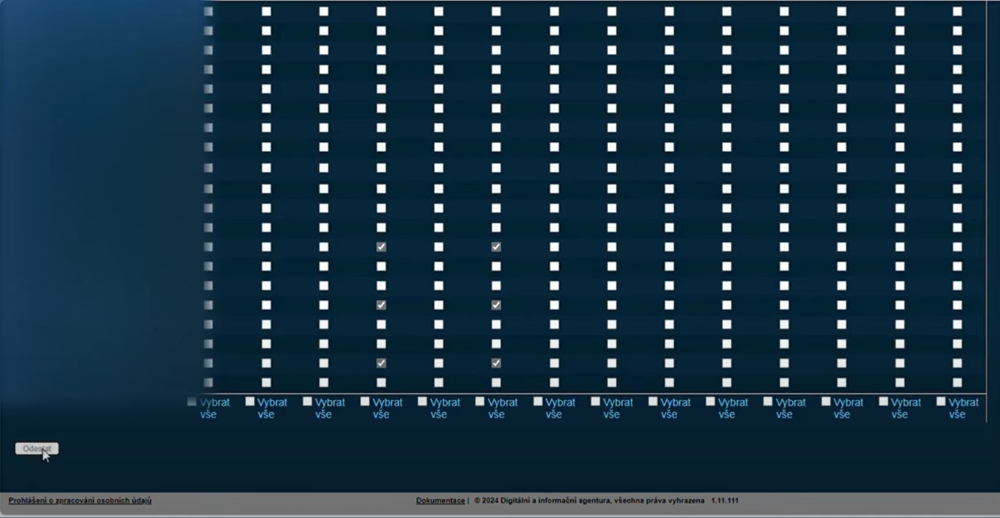 Vybrat vše Vybrat vše Vybrat vše Vybrat vše Vybrat vše Vybrat vše Vybrat vše Vybrat vše Vybrat vše Vybrat vše Vybrat vše Vybrat vše Vybrat vše Vybrat vše
Odeslat
Prohlášení o zpracování osobních údajů Dokumentace | © 2024 Digitální a informační agentura, všechna práva vyhrazena 1.11.111